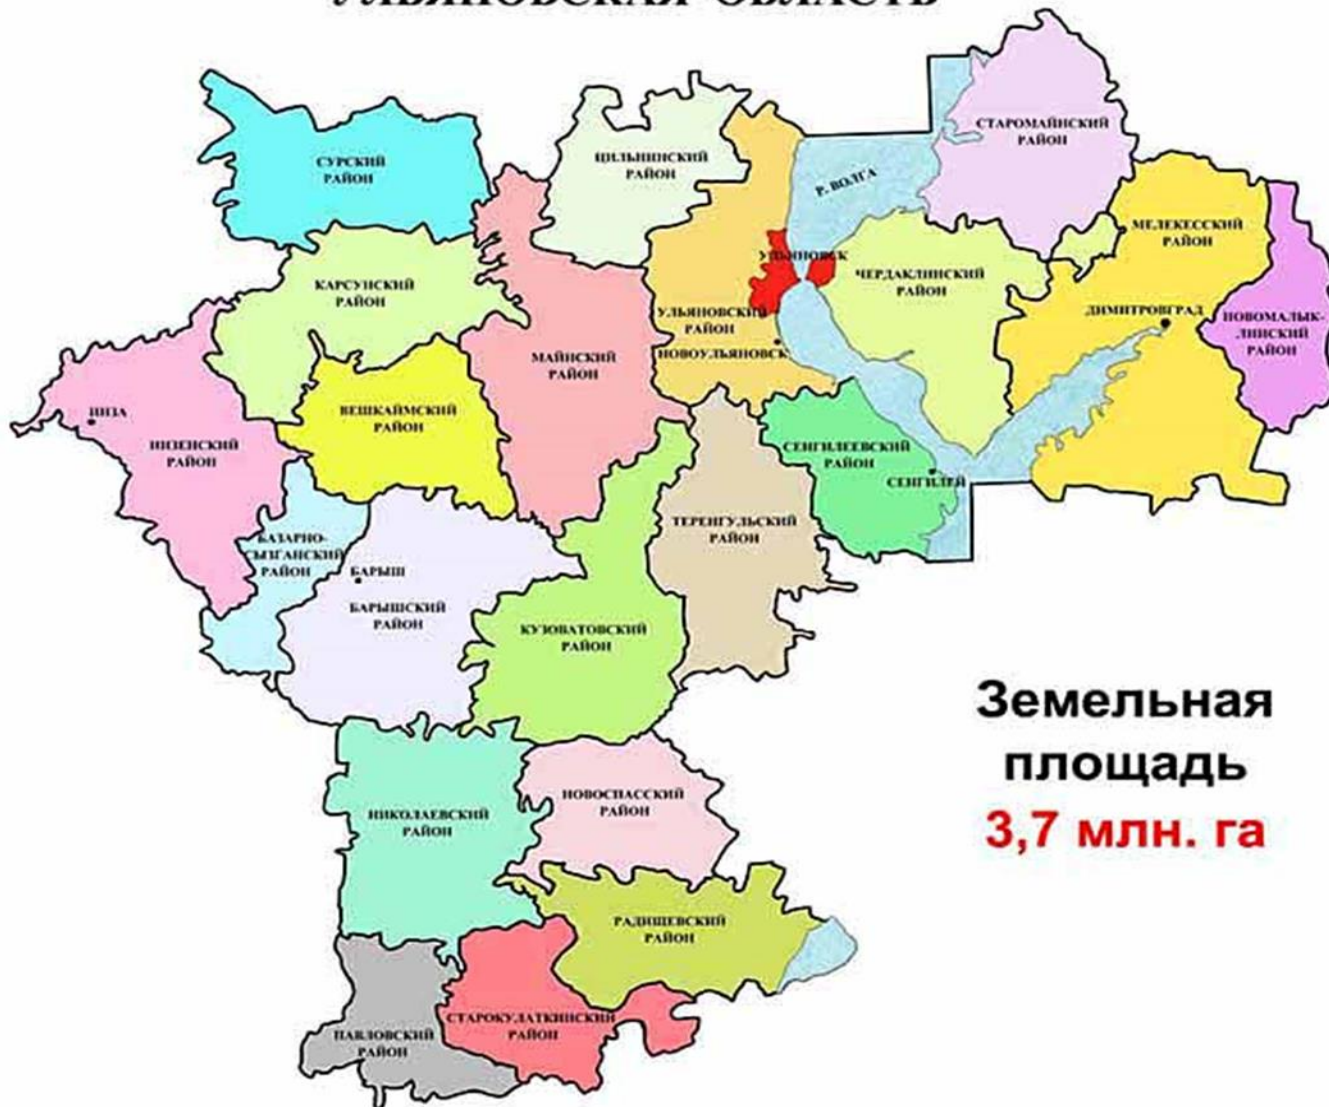 УЛЬЯНОВСКАЯ ОБЛАСТЬ
СТАРОМАЙНСКИЙ
РАЙОН
СУРСКИЙ
РАЙОН
ЦИЛЬНИНСКИЙ
РАЙОН
Р. ВОЛГА
МЕЛЕКЕССКИЙ
РАЙОН
УЛЬЯНОВСК
ЧЕРДАКЛИНСКИЙ
РАЙОН
КАРСУНСКИЙ
РАЙОН
УЛЬЯНОВСКИЙ
РАЙОН
ДИМИТРОВГРАД
НОВОМАЛЫК-
ЛИНСКИЙ
РАЙОН
НОВОУЛЬЯНОВСК
МАЙНСКИЙ
РАЙОН
ИНЗА
ВЕШКАЙМСКИЙ
РАЙОН
ИНЗЕНСКИЙ
РАЙОН
СЕНГИЛЕЕВСКИЙ
РАЙОН
СЕНГИЛЕЙ
ТЕРЕНГУЛЬСКИЙ
РАЙОН
БАЗАРНО-
СЫЗГАНСКИЙ
РАЙОН
БАРЫШ
БАРЫШСКИЙ
РАЙОН
КУЗОВАТОВСКИЙ
РАЙОН
Земельная
площадь
3,7 млн. га
НОВОСПАССКИЙ
РАЙОН
НИКОЛАЕВСКИЙ
РАЙОН
РАДИЩЕВСКИЙ
РАЙОН
СТАРОКУЛАТКИНСКИЙ
РАЙОН
ПАВЛОВСКИЙ
РАЙОН